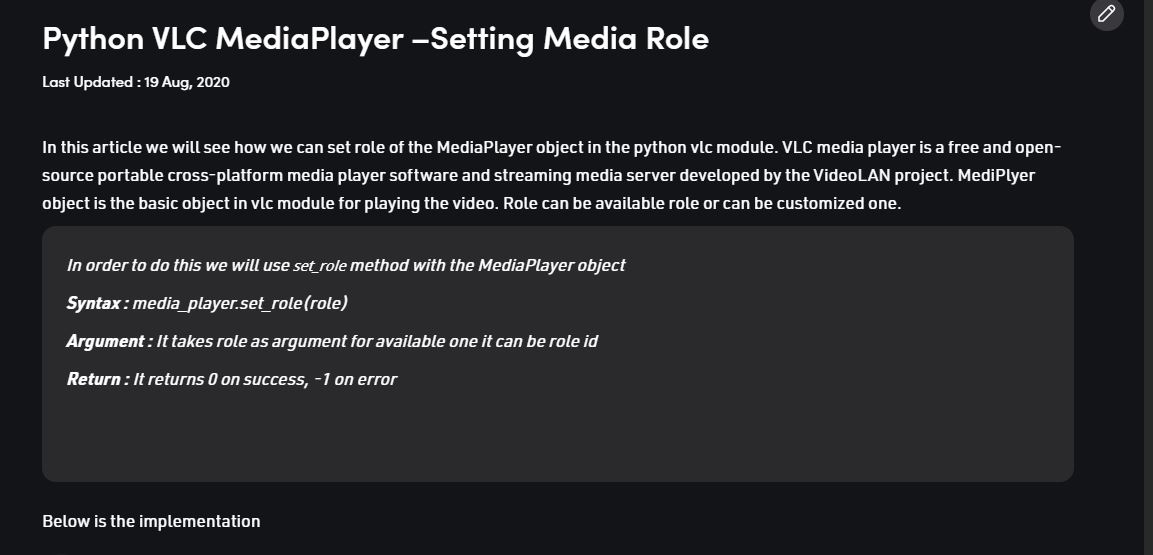 Python VLC MediaPlayer –Setting Media Role
Last Updated : 19 Aug, 2020
In this article we will see how we can set role of the MediaPlayer object in the python vlc module. VLC media player is a free and open-
source portable cross-platform media player software and streaming media server developed by the VideoLAN project. MediPlyer
object is the basic object in vlc module for playing the video. Role can be available role or can be customized one.
In order to do this we will use set_role method with the MediaPlayer object
Syntax : media_player.set_role(role)
Argument : It takes role as argument for available one it can be role id
Return : It returns 0 on success, -1 on error
Below is the implementation